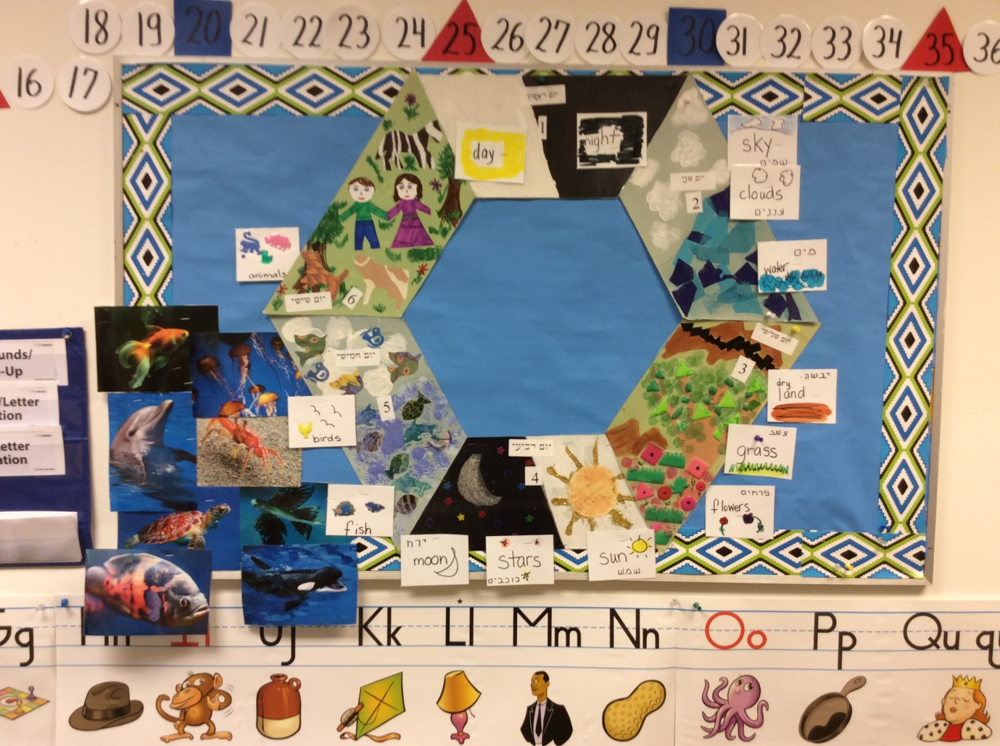 18 19 20 21 22 23 24 25 26 27 28 29 30 31 32 33 34 35 36
16 17
יום ראשון
1
day
night
sky
שמים
clouds
עננים
יום שני
2
מים
water
animals
יום שישי
6
יום שלישי
3
יבשה
dry
land
עשב
grass
פרחים
flowers
יום חמישי
5
birds
fish
יום רביעי
4
ירח
moon
stars
כוכבים
sun
שמש
unds/
-Up
/Letter
tion
etter
ation
Gg Kk Ll Mm Nn Oo Pp Qu qu